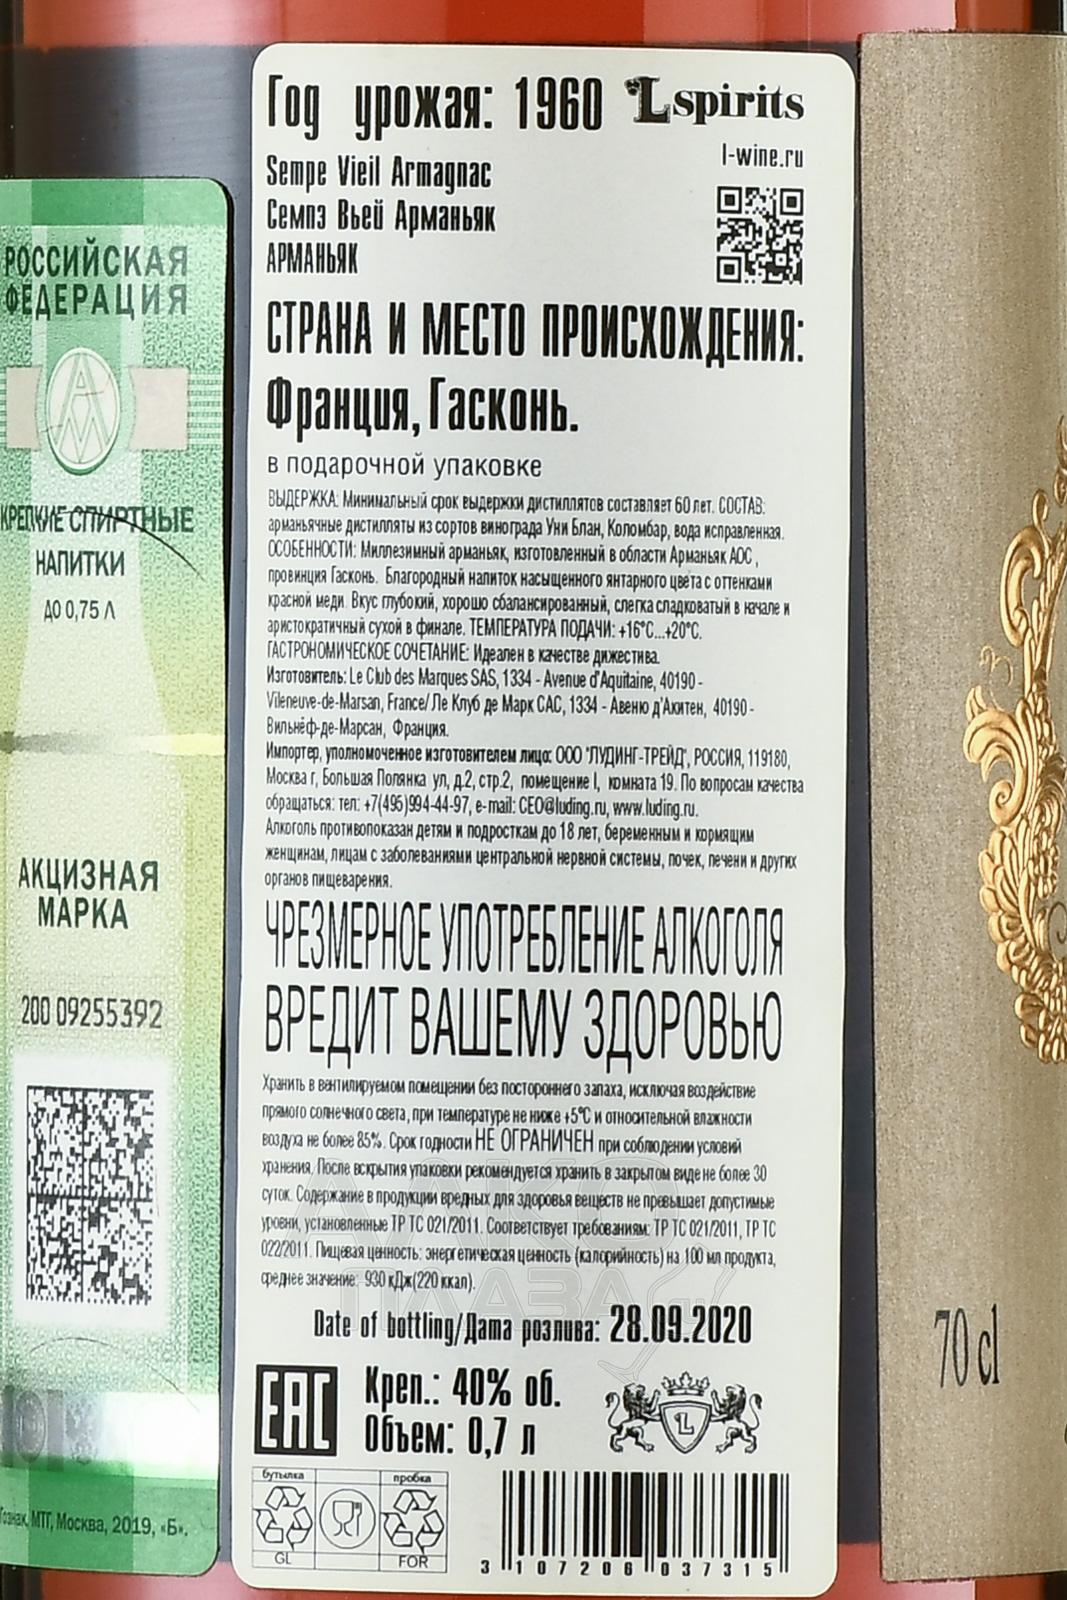 РОССИЙСКАЯ
ФЕДЕРАЦИЯ
АМ
КРЕПКИЕ СПИРТНЫЕ
НАПИТКИ
ДО 0,75 Л
АКЦИЗНАЯ
МАРКА
200 09255392
Гознак, МТГ, Москва, 2019, «Б».
Год урожая: 1960
L spirits
l-wine.ru
Sempe Vieil Armagnac
Семпэ Вьей Арманьяк
АРМАНЬЯК
СТРАНА И МЕСТО ПРОИСХОЖДЕНИЯ:
Франция, Гасконь.
в подарочной упаковке
ВЫДЕРЖКА: Минимальный срок выдержки дистиллятов составляет 60 лет. СОСТАВ:
арманьячные дистилляты из сортов винограда Уни Блан, Коломбар, вода исправленная.
ОСОБЕННОСТИ: Миллезимный арманьяк, изготовленный в области Арманьяк АОС ,
провинция Гасконь. Благородный напиток насыщенного янтарного цвета с оттенками
красной меди. Вкус глубокий, хорошо сбалансированный, слегка сладковатый в начале и
аристократичный сухой в финале. ТЕМПЕРАТУРА ПОДАЧИ: +16°С...+20°С.
ГАСТРОНОМИЧЕСКОЕ СОЧЕТАНИЕ: Идеален в качестве дижестива.
Изготовитель: Le Club des Marques SAS, 1334 - Avenue d'Aquitaine, 40190 -
Vileneuve-de-Marsan, France/ Ле Клуб де Марк САС, 1334 - Авеню д'Акитен, 40190 -
Вильнёф-де-Марсан, Франция.
Импортер, уполномоченное изготовителем лицо: ООО "ЛУДИНГ-ТРЕЙД", РОССИЯ, 119180,
Москва г, Большая Полянка ул, д.2, стр.2, помещение I, комната 19. По вопросам качества
обращаться: тел: +7(495)994-44-97, e-mail: CEO@luding.ru, www.luding.ru.
Алкоголь противопоказан детям и подросткам до 18 лет, беременным и кормящим
женщинам, лицам с заболеваниями центральной нервной системы, почек, печени и других
органов пищеварения.
ЧРЕЗМЕРНОЕ УПОТРЕБЛЕНИЕ АЛКОГОЛЯ
ВРЕДИТ ВАШЕМУ ЗДОРОВЬЮ
Хранить в вентилируемом помещении без постороннего запаха, исключая воздействие
прямого солнечного света, при температуре не ниже +5°С и относительной влажности
воздуха не более 85%. Срок годности НЕ ОГРАНИЧЕН при соблюдении условий
хранения. После вскрытия упаковки рекомендуется хранить в закрытом виде не более 30
суток. Содержание в продукции вредных для здоровья веществ не превышает допустимые
уровни, установленные ТР ТС 021/2011. Соответствует требованиям: ТР ТС 021/2011, ТР ТС
022/2011. Пищевая ценность: энергетическая ценность (калорийность) на 100 мл продукта,
среднее значение: 930 кДж(220 ккал).
АЛКО
ПЛАЗА.ру
Date of bottling/Дата розлива: 28.09.2020
EAC
Креп.: 40% об.
Объем: 0,7 л
L
бутылка
пробка
GL
FOR
3 107206 037315
70 cl